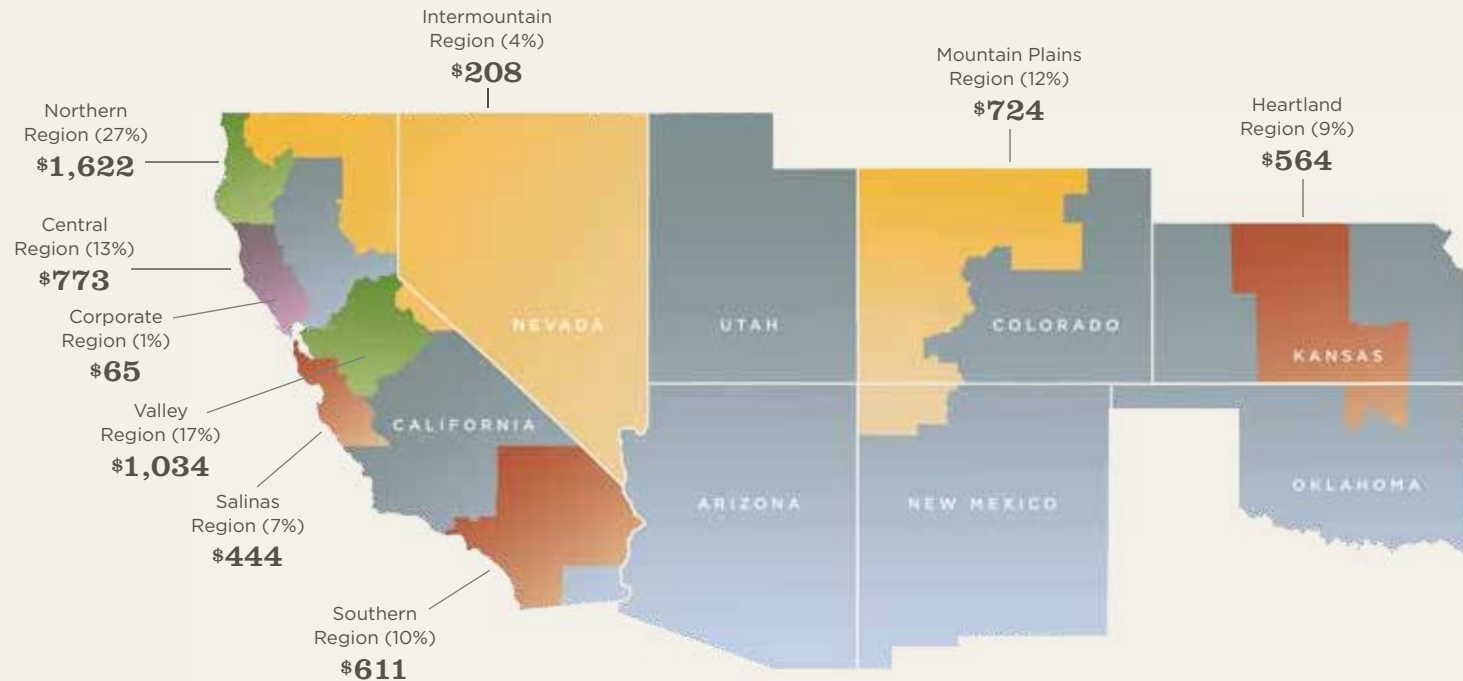 Intermountain
Region (4%)
$208
Mountain Plains
Region (12%)
$724
Heartland
Region (9%)
$564
Northern
Region (27%)
$1,622
Central
Region (13%)
$773
Corporate
Region (1%)
$65
Valley
Region (17%)
$1,034
Salinas
Region (7%)
$444
Southern
Region (10%)
$611
NEVADA
UTAH
COLORADO
KANSAS
CALIFORNIA
ARIZONA
NEW MEXICO
OKLAHOMA